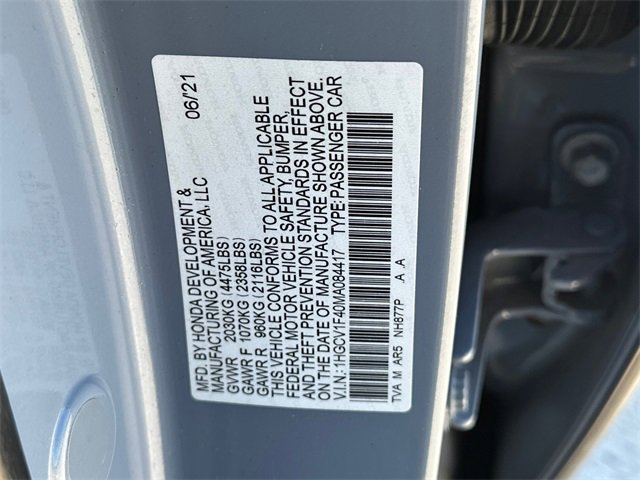 MFD. BY HONDA DEVELOPMENT & 06/'21
MANUFACTURING OF AMERICA, LLC
GVWR 2030KG (4475LBS)
GAWR F 1070KG (2358LBS)
GAWR R 960KG (2116LBS)
THIS VEHICLE CONFORMS TO ALL APPLICABLE
FEDERAL MOTOR VEHICLE SAFETY, BUMPER,
AND THEFT PREVENTION STANDARDS IN EFFECT
ON THE DATE OF MANUFACTURE SHOWN ABOVE.
V.I.N.: 1HGCV1F40MA084417 TYPE: PASSENGER CAR
TVA M AR5 NH877P .A .A